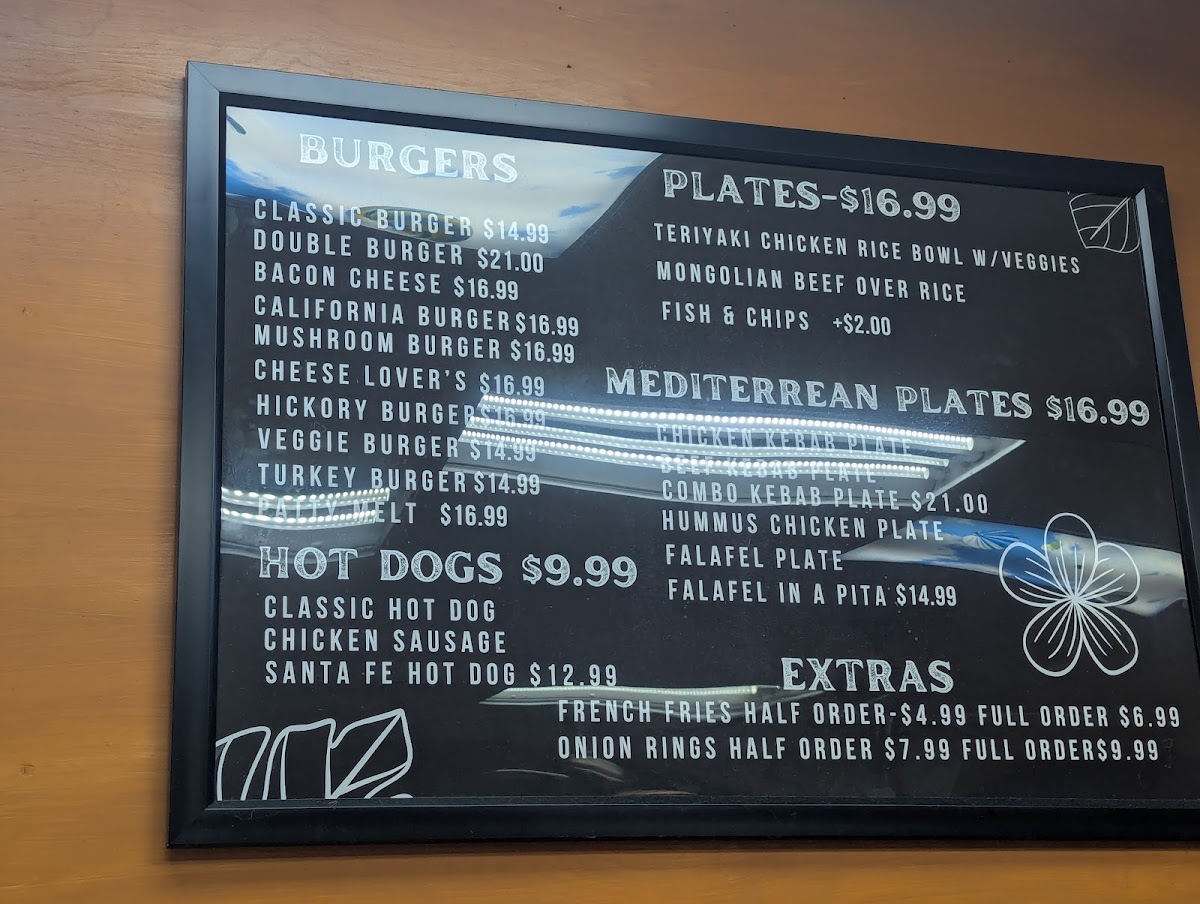 BURGERS
CLASSIC BURGER $14.99
DOUBLE BURGER $21.00
BACON CHEESE $16.99
CALIFORNIA BURGER $16.99
MUSHROOM BURGER $16.99
CHEESE LOVER'S $16.99
HICKORY BURGER $16.99
VEGGIE BURGER $14.99
TURKEY BURGER $14.99
PATTY MELT $16.99
HOT DOGS $9.99
CLASSIC HOT DOG
CHICKEN SAUSAGE
SANTA FE HOT DOG $12.99
PLATES-$16.99
TERIYAKI CHICKEN RICE BOWL W/VEGGIES
MONGOLIAN BEEF OVER RICE
FISH & CHIPS +$2.00
MEDITERREAN PLATES $16.99
CHICKEN KEBAB PLATE
BEEF KEBAB PLATE
COMBO KEBAB PLATE $21.00
HUMMUS CHICKEN PLATE
FALAFEL PLATE
FALAFEL IN A PITA $14.99
EXTRAS
FRENCH FRIES HALF ORDER-$4.99 FULL ORDER $6.99
ONION RINGS HALF ORDER $7.99 FULL ORDER$9.99